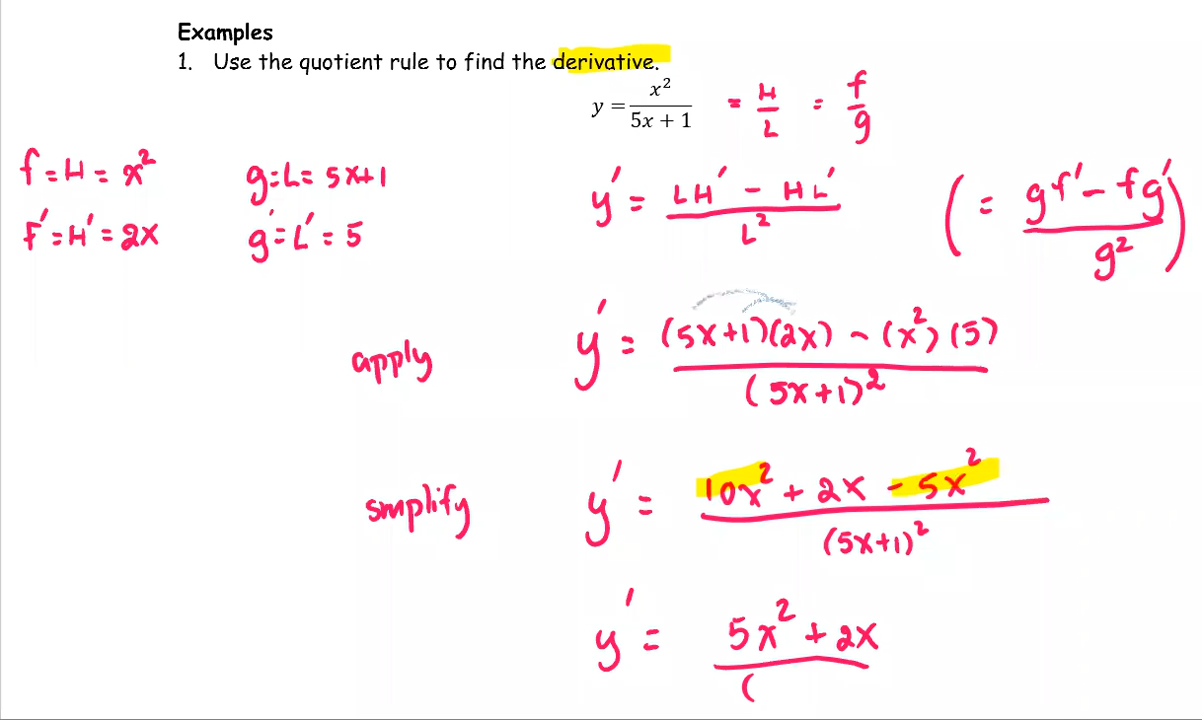 Examples
1. Use the quotient rule to find the derivative.
y = x²/(5x + 1) = H/L = f/g
f = H = x²
g = L = 5x+1
f' = H' = 2x
g' = L' = 5
y' = (LH' - HL')/L² (= (gf' - fg')/g²)
apply
y' = ((5x+1)(2x) - (x²)(5))/(5x+1)²
smplify
y' = (10x² + 2x - 5x²)/(5x+1)²
y' = (5x² + 2x)/(